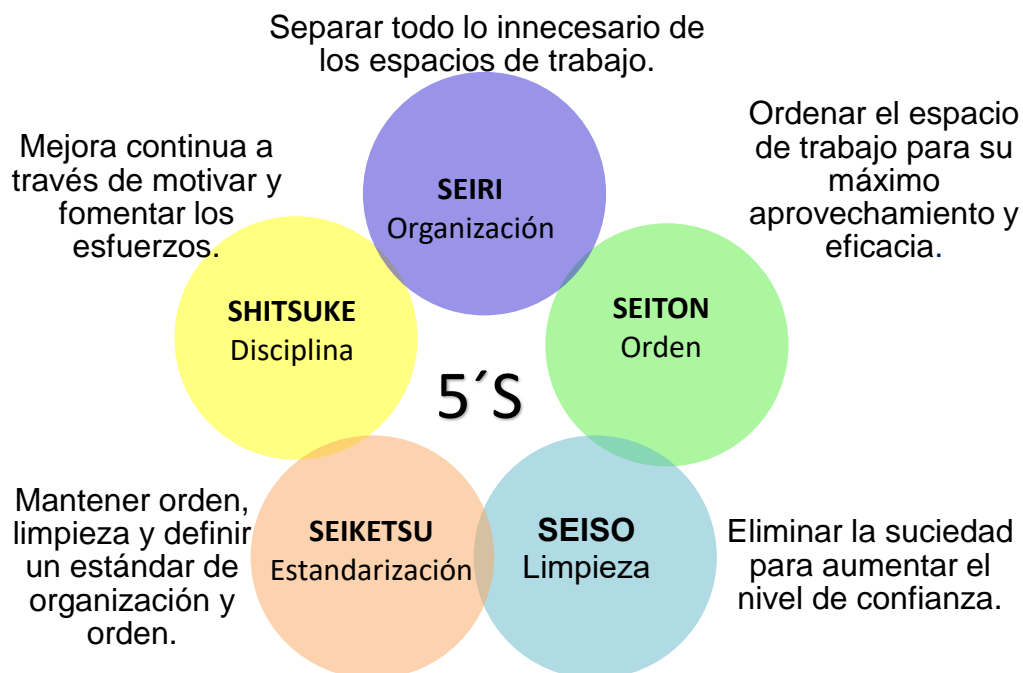 Separar todo lo innecesario de
los espacios de trabajo.
SEIRI
Organización
Ordenar el espacio
de trabajo para su
máximo
aprovechamiento y
eficacia.
SEITON
Orden
Eliminar la suciedad
para aumentar el
nivel de confianza.
SEISO
Limpieza
Mantener orden,
limpieza y definir
un estándar de
organización y
orden.
SEIKETSU
Estandarización
Mejora continua a
través de motivar y
fomentar los
esfuerzos.
SHITSUKE
Disciplina
5´S